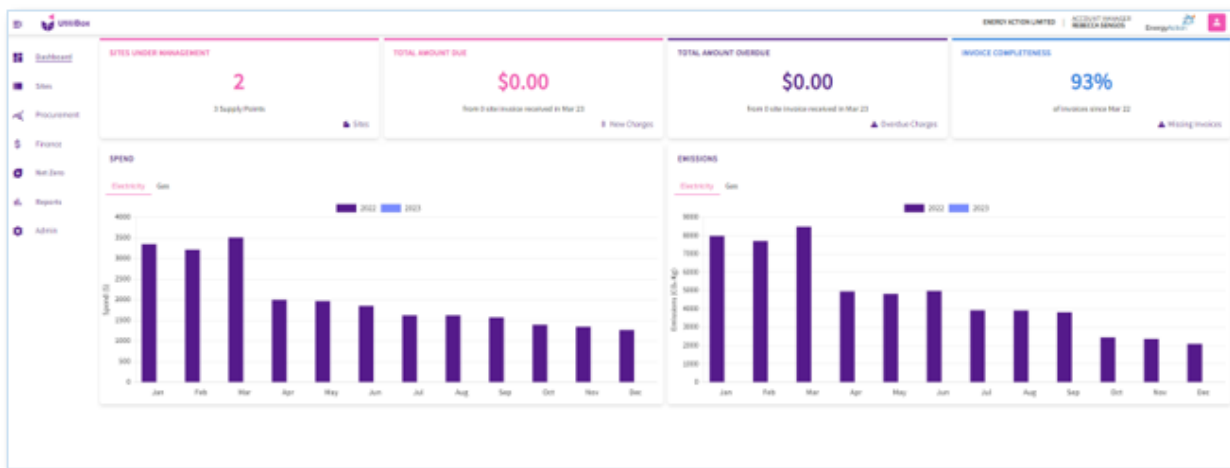 UtiliBox
ENERGY ACTION LIMITED
ACCOUNT MANAGER
REBECCA
EnergyAction
Dashboard
Sites
Procurement
Finance
Net Zero
Reports
Admin
SITES UNDER MANAGEMENT
2
3 Supply Points
Sites
TOTAL AMOUNT DUE
$0.00
from 0 site invoice received in Mar 23
New Charges
TOTAL AMOUNT OVERDUE
$0.00
from 0 site invoice received in Mar 23
Overdue Charges
INVOICE COMPLETENESS
93%
of invoices since Mar 22
Missing Invoices
SPEND
Electricity Gas
2022 2023
Spend ($)
4000
3500
3000
2500
2000
1500
1000
500
0
Jan Feb Mar Apr May Jun Jul Aug Sep Oct Nov Dec
EMISSIONS
Electricity Gas
2022 2023
Emissions (CO₂ Kg)
9000
8000
7000
6000
5000
4000
3000
2000
1000
0
Jan Feb Mar Apr May Jun Jul Aug Sep Oct Nov Dec